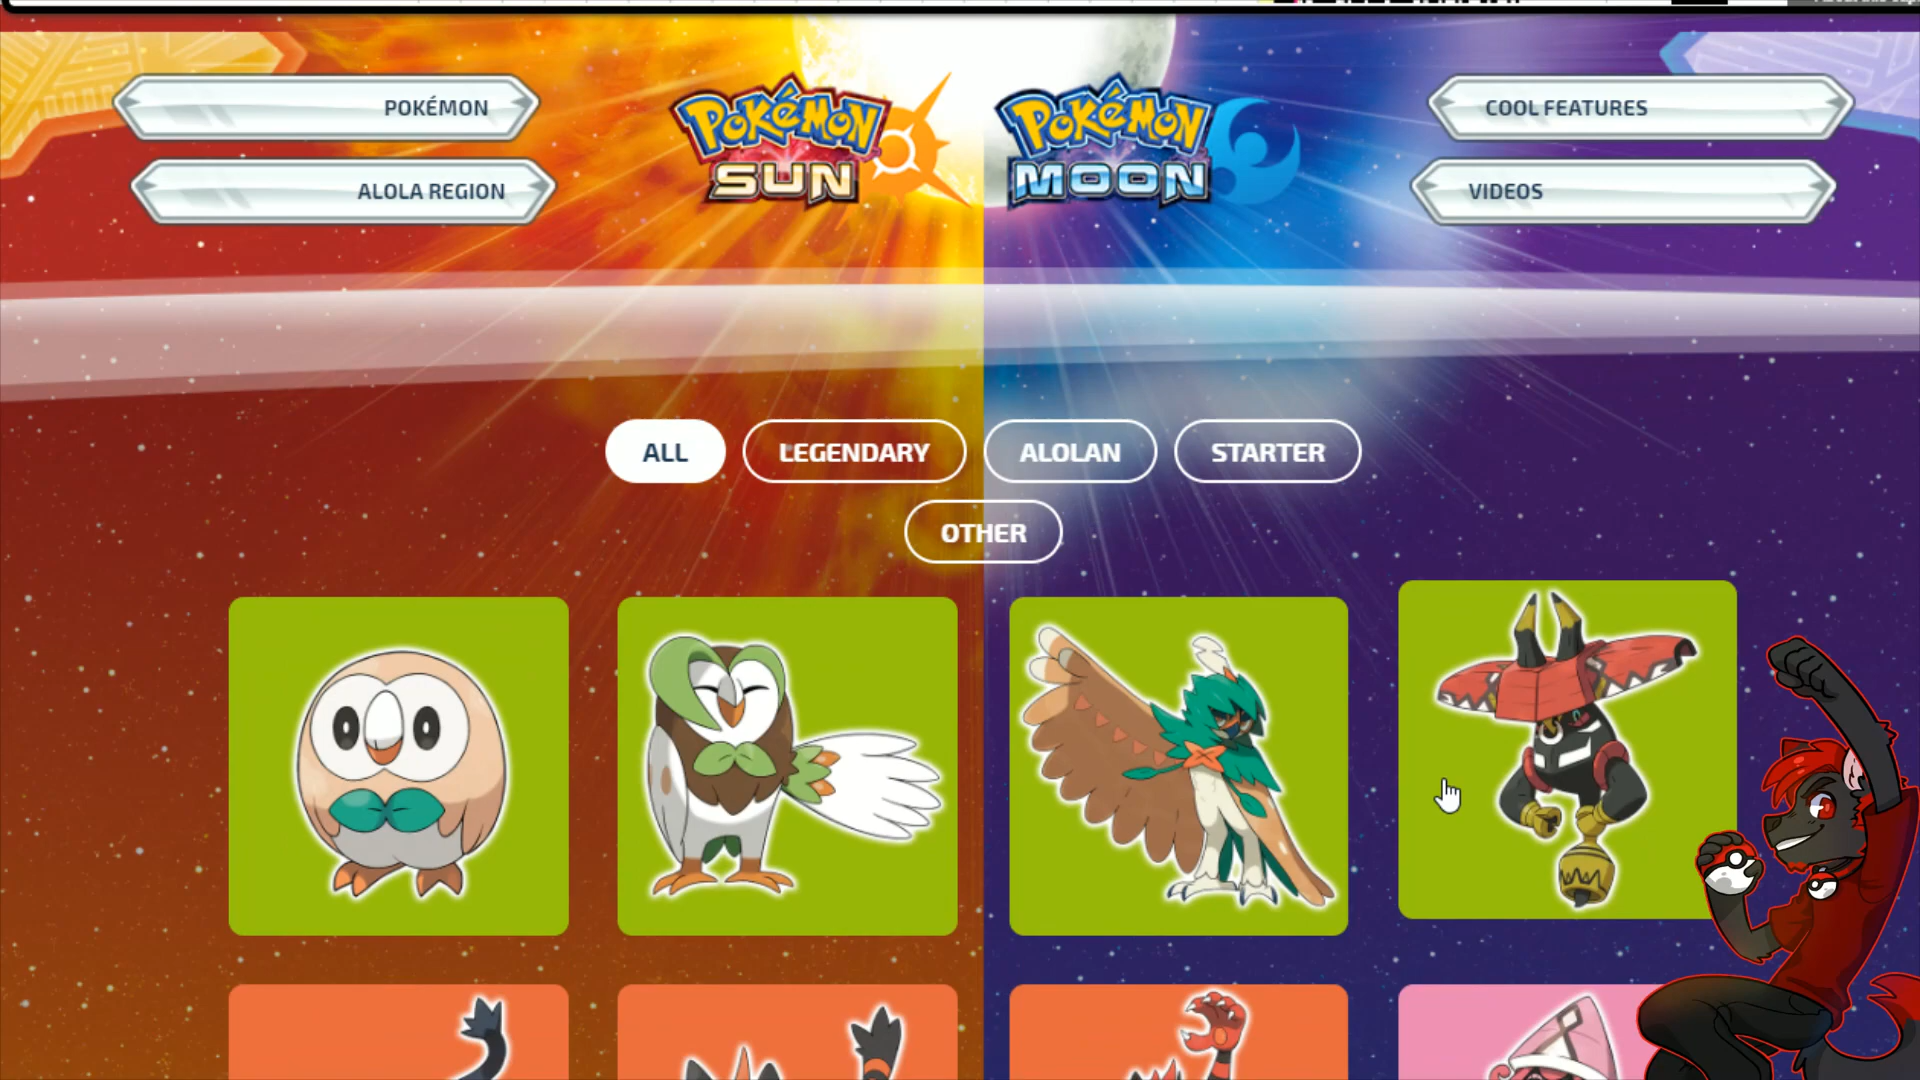 POKÉMON
ALOLA REGION
POKÉMON
SUN
POKÉMON
MOON
COOL FEATURES
VIDEOS
ALL
LEGENDARY
ALOLAN
STARTER
OTHER